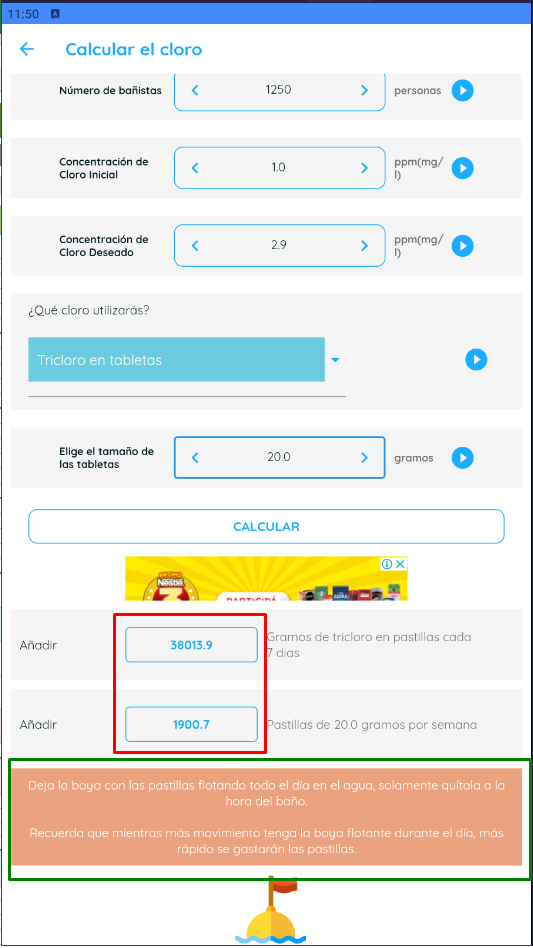 11:50 A
Calcular el cloro
Número de bañistas
1250
personas
Concentración de
Cloro Inicial
1.0
ppm(mg/
l)
Concentración de
Cloro Deseado
2.9
ppm(mg/
l)
¿Qué cloro utilizarás?
Tricloro en tabletas
Elige el tamaño de
las tabletas
20.0
gramos
CALCULAR
PROMO
Nestlé
3
PARTICIPÁ
Añadir
38013.9
Gramos de tricloro en pastillas cada
7 dias
Añadir
1900.7
Pastillas de 20.0 gramos por semana
Deja la boya con las pastillas flotando todo el día en el agua, solamente quítala a la
hora del baño.
Recuerda que mientras más movimiento tenga la boya flotante durante el día, más
rápido se gastarán las pastillas.